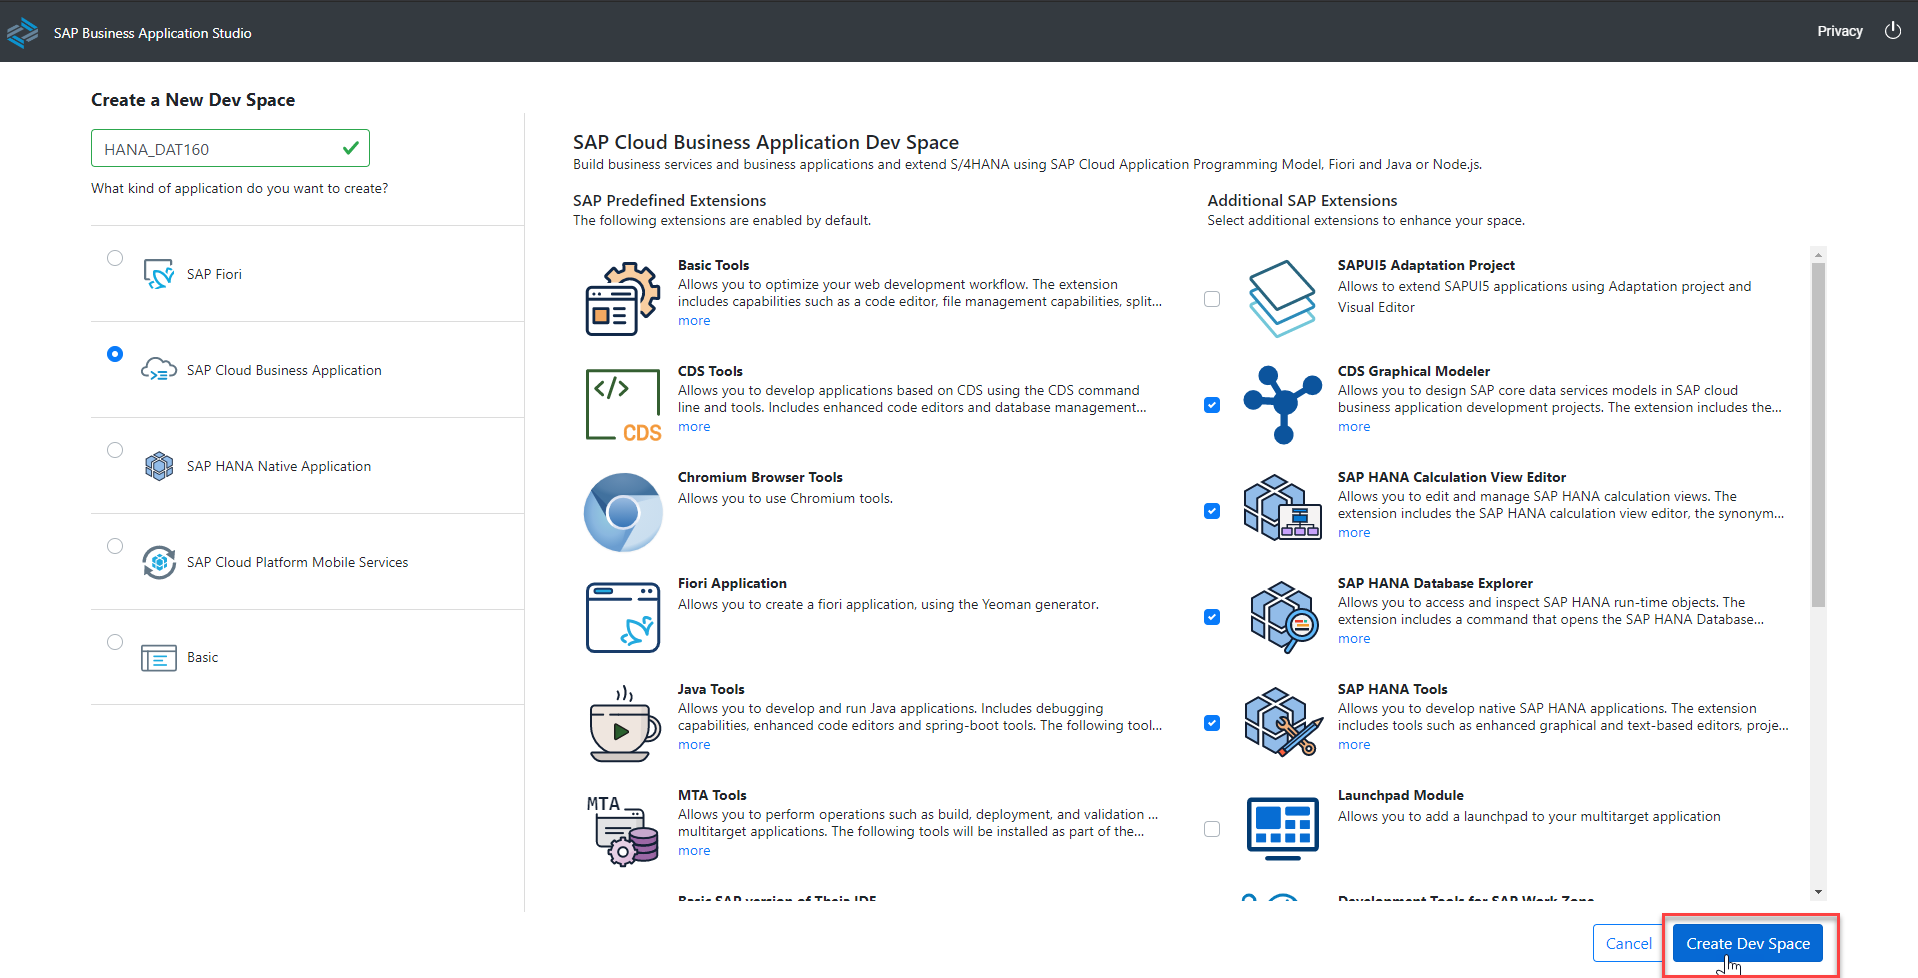 SAP Business Application Studio
Privacy
Create a New Dev Space
HANA_DAT160
What kind of application do you want to create?
SAP Fiori
SAP Cloud Business Application
SAP HANA Native Application
SAP Cloud Platform Mobile Services
Basic
SAP Cloud Business Application Dev Space
Build business services and business applications and extend S/4HANA using SAP Cloud Application Programming Model, Fiori and Java or Node.js.
SAP Predefined Extensions
The following extensions are enabled by default.
Basic Tools
Allows you to optimize your web development workflow. The extension
includes capabilities such as a code editor, file management capabilities, split...
more
CDS
CDS Tools
Allows you to develop applications based on CDS using the CDS command
line and tools. Includes enhanced code editors and database management...
more
Chromium Browser Tools
Allows you to use Chromium tools.
Fiori Application
Allows you to create a fiori application, using the Yeoman generator.
Java Tools
Allows you to develop and run Java applications. Includes debugging
capabilities, enhanced code editors and spring-boot tools. The following tool...
more
MTA
MTA Tools
Allows you to perform operations such as build, deployment, and validation ...
multitarget applications. The following tools will be installed as part of the...
more
Basic SAP version of Theia IDE
Additional SAP Extensions
Select additional extensions to enhance your space.
SAPUI5 Adaptation Project
Allows to extend SAPUI5 applications using Adaptation project and
Visual Editor
CDS Graphical Modeler
Allows you to design SAP core data services models in SAP cloud
business application development projects. The extension includes the...
more
SAP HANA Calculation View Editor
Allows you to edit and manage SAP HANA calculation views. The
extension includes the SAP HANA calculation view editor, the synonym...
more
SAP HANA Database Explorer
Allows you to access and inspect SAP HANA run-time objects. The
extension includes a command that opens the SAP HANA Database...
more
SAP HANA Tools
Allows you to develop native SAP HANA applications. The extension
includes tools such as enhanced graphical and text-based editors, proje...
more
Launchpad Module
Allows you to add a launchpad to your multitarget application
Development Tools for SAP Work Zone
Cancel
Create Dev Space